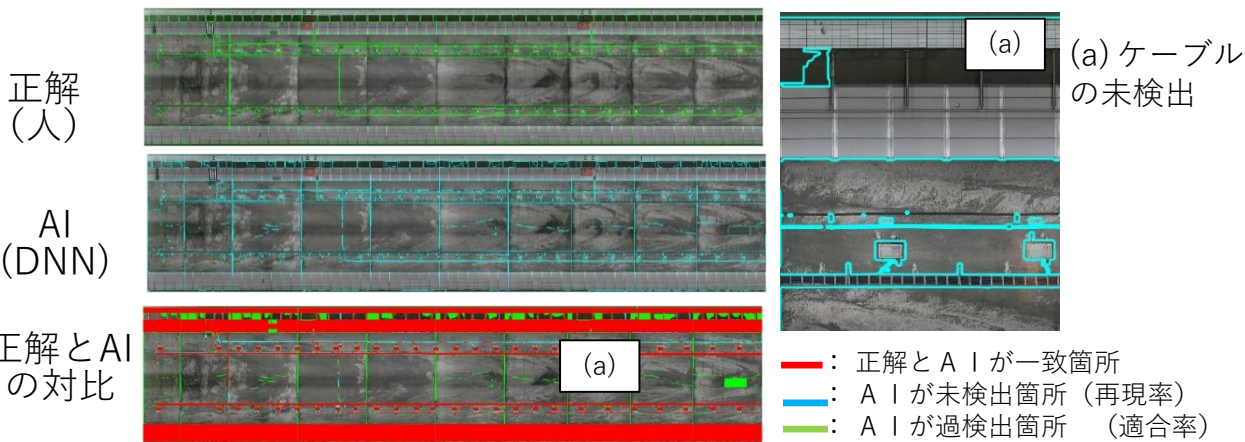 正解
(人)
AI
(DNN)
正解とAI
の対比
(a)
(a)
(a) ケーブル
の未検出
: 正解とＡＩが一致箇所
: ＡＩが未検出箇所（再現率）
: ＡＩが過検出箇所　（適合率）